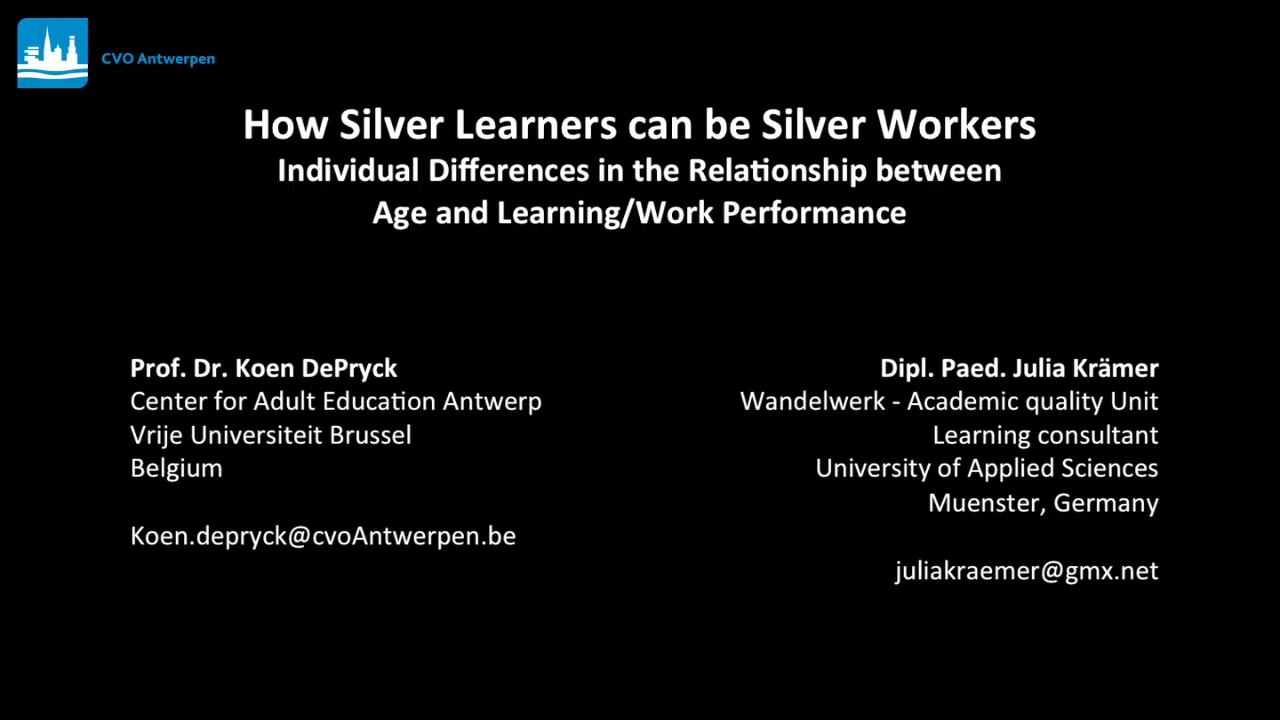 CVO Antwerpen
How Silver Learners can be Silver Workers
Individual Differences in the Relationship between
Age and Learning/Work Performance
Prof. Dr. Koen DePryck
Center for Adult Education Antwerp
Vrije Universiteit Brussel
Belgium
Koen.depryck@cvoAntwerpen.be
Dipl. Paed. Julia Krämer
Wandelwerk - Academic quality Unit
Learning consultant
University of Applied Sciences
Muenster, Germany
juliakraemer@gmx.net